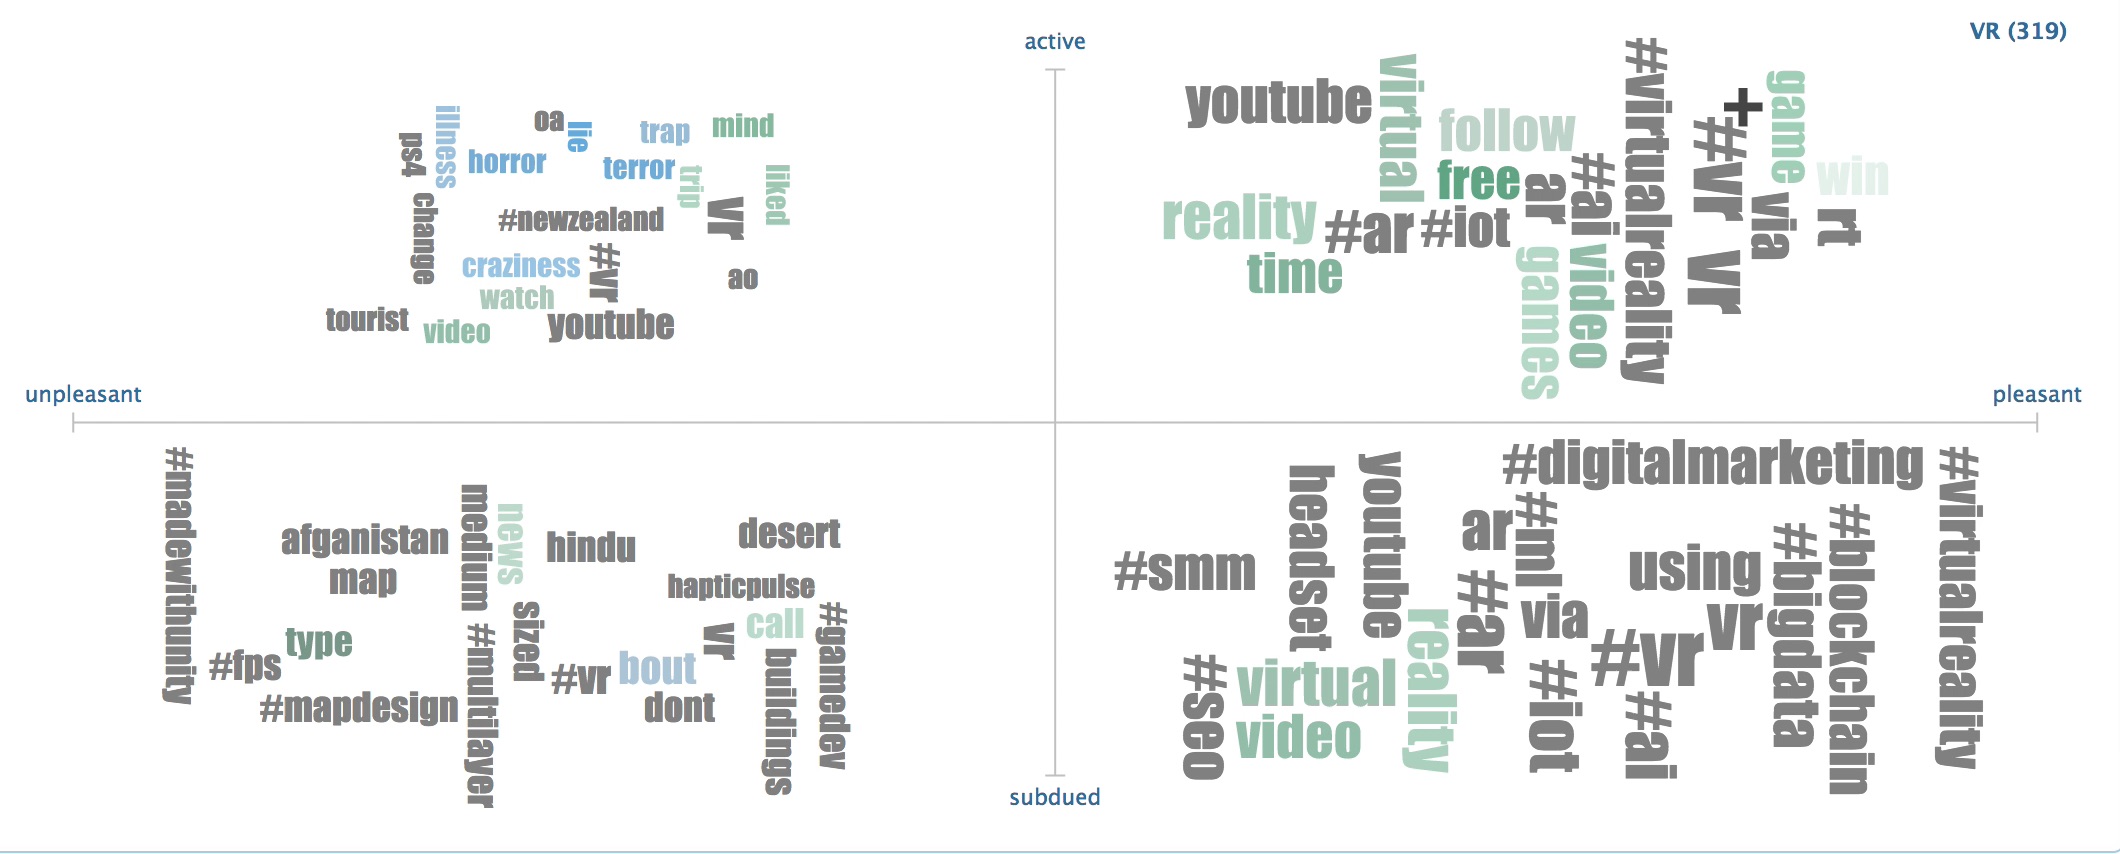 VR (319)
active
illness
oa
lie
trap
mind
ps4
horror
terror
trip
liked
change
#newzealand
vr
craziness
#vr
ao
watch
tourist
video
youtube
youtube
virtual
follow
#virtualreality
+
game
free
ar
#ai
#vr
win
reality
#ar
#iot
via
rt
time
games
video
vr
unpleasant
pleasant
#madewithunity
afganistan
medium
news
hindu
desert
map
hapticpulse
type
sized
vr
call
#gamedev
#fps
#multilayer
#vr
bout
buildings
#mapdesign
dont
headset
youtube
#digitalmarketing
#virtualreality
ar
#ml
#smm
using
#bigdata
#blockchain
#ar
via
vr
#seo
virtual
reality
#iot
#vr
video
#ai
subdued